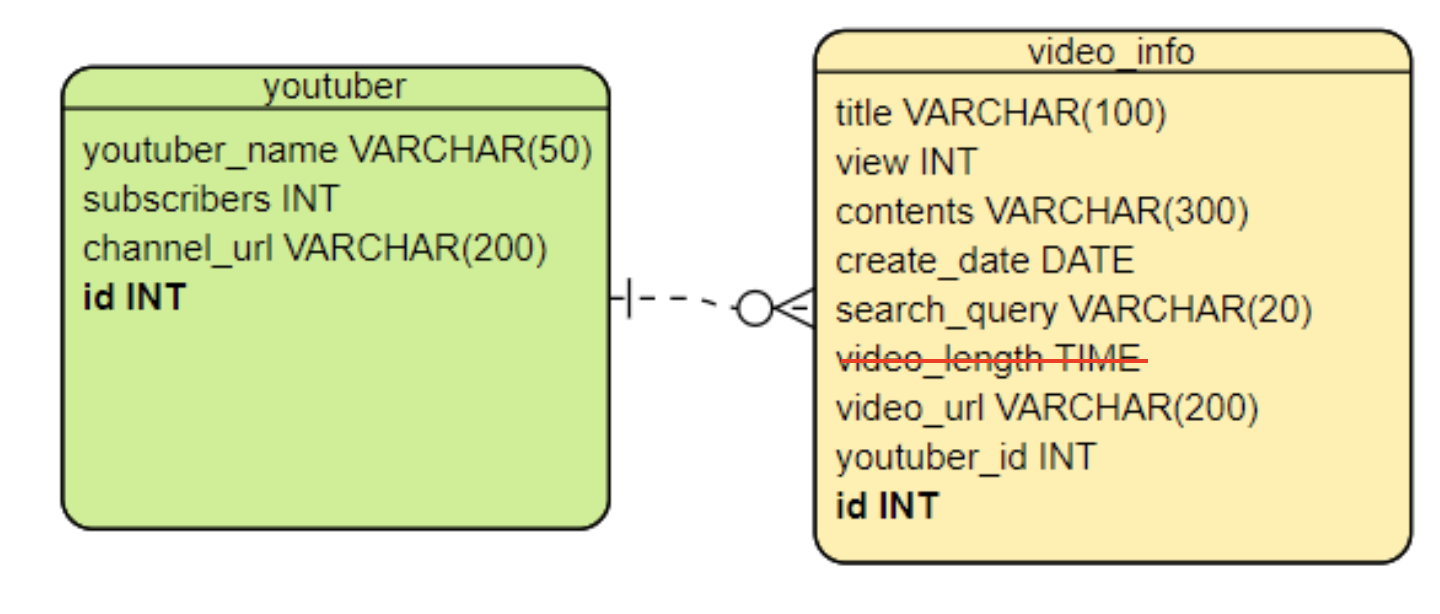 youtuber
youtuber_name VARCHAR(50)
subscribers INT
channel_url VARCHAR(200)
id INT
video_info
title VARCHAR(100)
view INT
contents VARCHAR(300)
create_date DATE
search_query VARCHAR(20)
video_length TIME
video_url VARCHAR(200)
youtuber_id INT
id INT